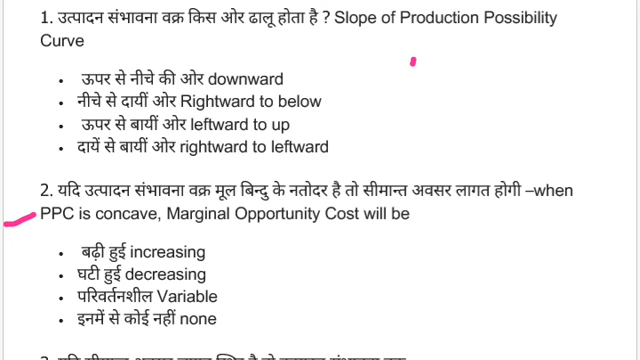 1. उत्पादन संभावना वक्र किस ओर ढालू होता है ? Slope of Production Possibility
Curve
• ऊपर से नीचे की ओर downward
• नीचे से दायीं ओर Rightward to below
• ऊपर से बायीं ओर leftward to up
• दायें से बायीं ओर rightward to leftward
2. यदि उत्पादन संभावना वक्र मूल बिन्दु के नतोदर है तो सीमान्त अवसर लागत होगी –when
PPC is concave, Marginal Opportunity Cost will be
• बढ़ी हुई increasing
• घटी हुई decreasing
• परिवर्तनशील Variable
• इनमें से कोई नहीं none